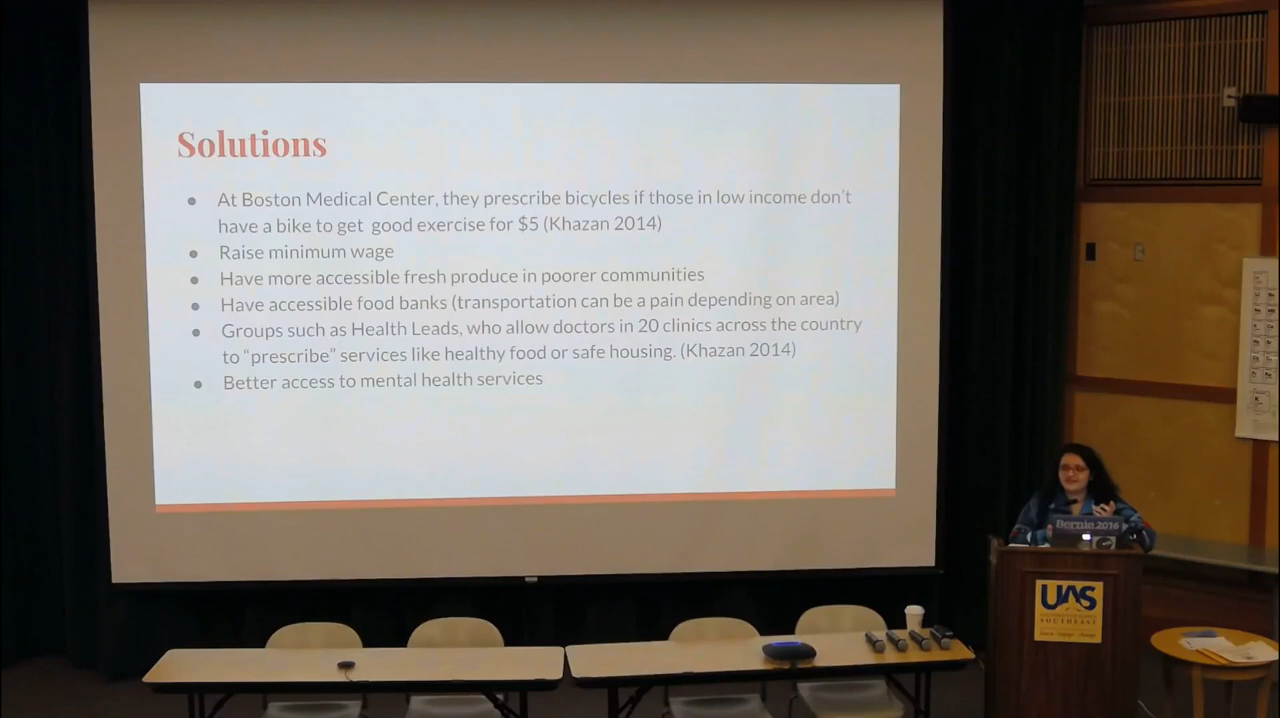 Solutions
At Boston Medical Center, they prescribe bicycles if those in low income don't
have a bike to get good exercise for $5 (Khazan 2014)
Raise minimum wage
Have more accessible fresh produce in poorer communities
Have accessible food banks (transportation can be a pain depending on area)
Groups such as Health Leads, who allow doctors in 20 clinics across the country
to "prescribe" services like healthy food or safe housing. (Khazan 2014)
Better access to mental health services
Bernie 2016
UAS
SOUTHEAST
K